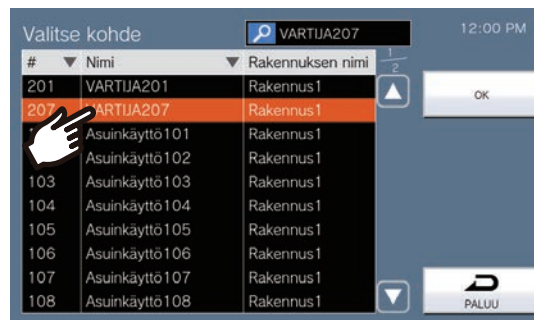 Valitse kohde VARTIJA207 12:00 PM
# Nimi Rakennuksen nimi 1/2
201 VARTIJA201 Rakennus1
207 VARTIJA207 Rakennus1
Asuinkäyttö101 Rakennus1
Asuinkäyttö102 Rakennus1
103 Asuinkäyttö103 Rakennus1
104 Asuinkäyttö104 Rakennus1
105 Asuinkäyttö105 Rakennus1
106 Asuinkäyttö106 Rakennus1
107 Asuinkäyttö107 Rakennus1
108 Asuinkäyttö108 Rakennus1
OK
PALUU